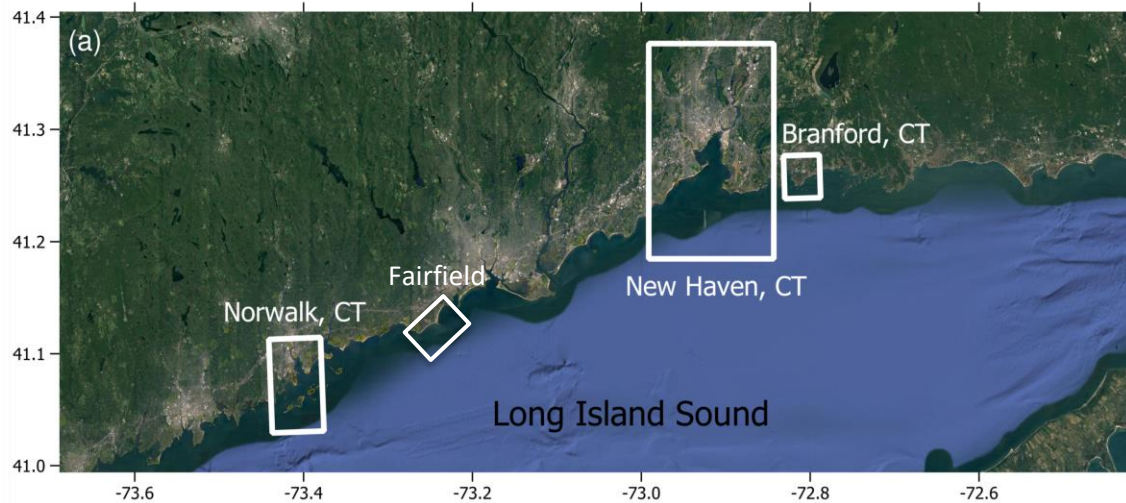 41.4
(a)
41.3
Branford, CT
41.2
Fairfield
New Haven, CT
Norwalk, CT
41.1
Long Island Sound
41.0
-73.6
-73.4
-73.2
-73.0
-72.8
-72.6